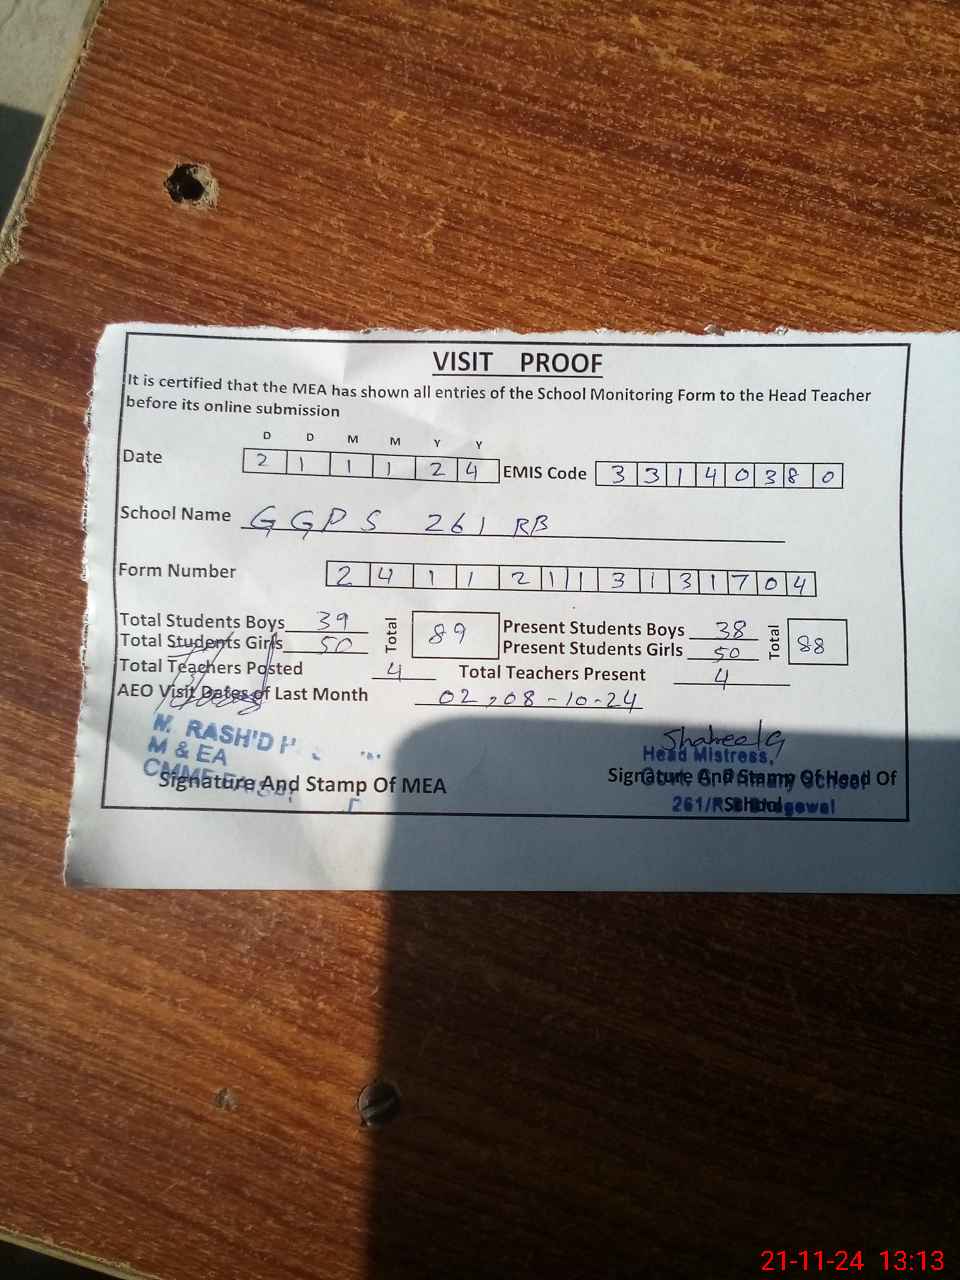 VISIT PROOF
It is certified that the MEA has shown all entries of the School Monitoring Form to the Head Teacher
before its online submission
D D M M Y Y
Date 2 1 1 1 2 4 EMIS Code 3 3 1 4 0 3 8 0
School Name GGPS 261 RB
Form Number 2 4 1 1 2 1 1 3 1 3 1 7 0 4
Total Students Boys 39 Total 89 Present Students Boys 38 Total 88
Total Students Girls 50 Present Students Girls 50
Total Teachers Posted 4 Total Teachers Present 4
AEO Visit Dates of Last Month 02,08-10-24
M & EA
Head Mistress,
Signature And Stamp Of MEA
Signature And Stamp Of Head Of
School
21-11-24 13:13